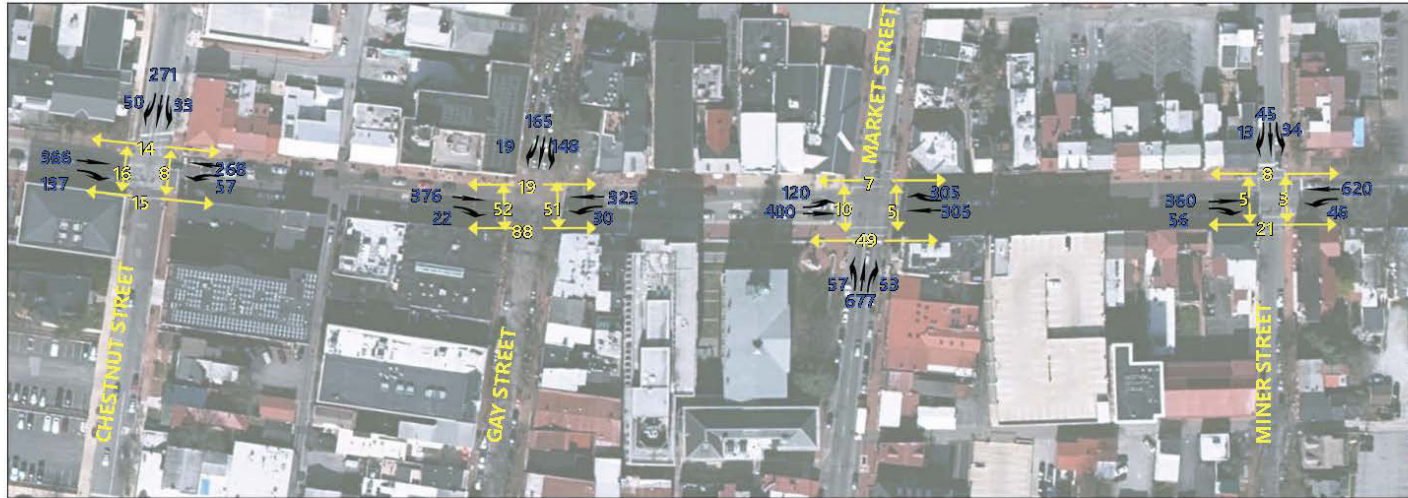 271
50 33
14
366 16 8 268
137 57
15
CHESTNUT STREET
165
19 148
19
376 52 51 323
22 30
88
GAY STREET
MARKET STREET
7
120 10 5 305
400 305
49
57 53
677
45
13 34
8
360 5 3 620
56 48
21
MINER STREET